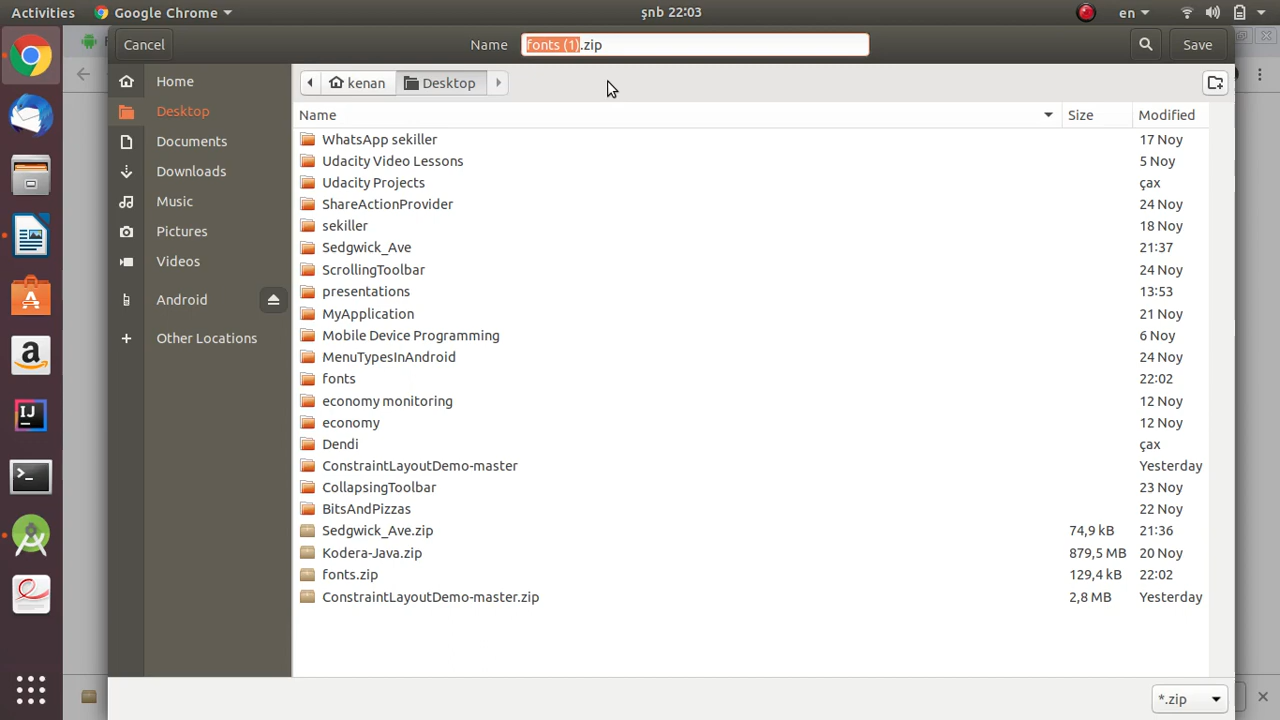 Activities Google Chrome şnb 22:03 en
Cancel Name fonts (1).zip Save
Home
Desktop
Documents
Downloads
Music
Pictures
Videos
Android
Other Locations
kenan Desktop
Name Size Modified
WhatsApp sekiller 17 Noy
Udacity Video Lessons 5 Noy
Udacity Projects çax
ShareActionProvider 24 Noy
sekiller 18 Noy
Sedgwick_Ave 21:37
ScrollingToolbar 24 Noy
presentations 13:53
MyApplication 21 Noy
Mobile Device Programming 6 Noy
MenuTypesInAndroid 24 Noy
fonts 22:02
economy monitoring 12 Noy
economy 12 Noy
Dendi çax
ConstraintLayoutDemo-master Yesterday
CollapsingToolbar 23 Noy
BitsAndPizzas 22 Noy
Sedgwick_Ave.zip 74,9 kB 21:36
Kodera-Java.zip 879,5 MB 20 Noy
fonts.zip 129,4 kB 22:02
ConstraintLayoutDemo-master.zip 2,8 MB Yesterday
*.zip